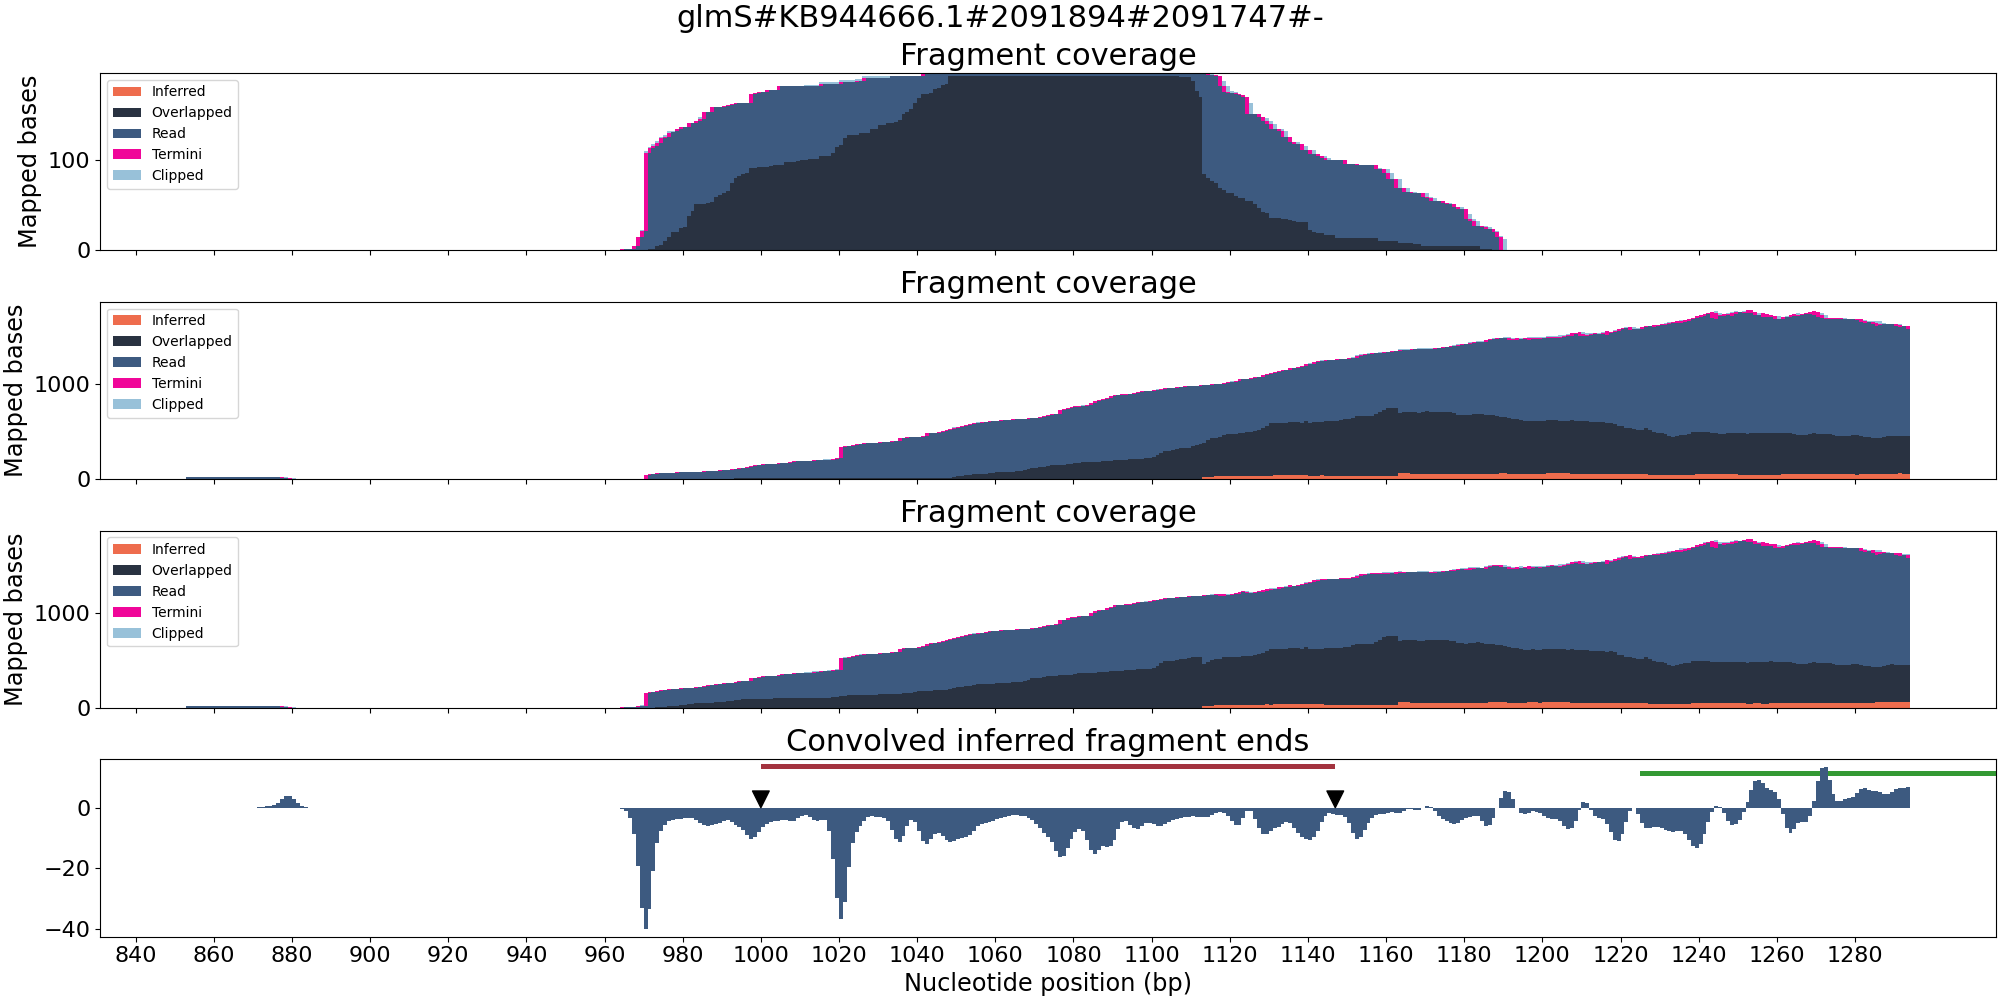 glmS#KB944666.1#2091894#2091747#-
Fragment coverage
Mapped bases
100
0
Inferred
Overlapped
Read
Termini
Clipped
Fragment coverage
Mapped bases
1000
0
Inferred
Overlapped
Read
Termini
Clipped
Fragment coverage
Mapped bases
1000
0
Inferred
Overlapped
Read
Termini
Clipped
Convolved inferred fragment ends
0
−20
−40
840 860 880 900 920 940 960 980 1000 1020 1040 1060 1080 1100 1120 1140 1160 1180 1200 1220 1240 1260 1280
Nucleotide position (bp)